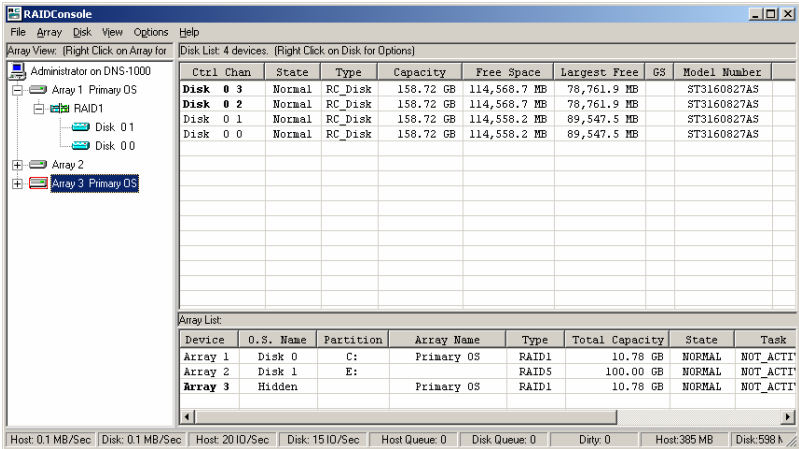 RAIDConsole
File Array Disk View Options Help
Array View: (Right Click on Array for
Disk List: 4 devices. (Right Click on Disk for Options)
Administrator on DNS-1000
Array 1 Primary OS
RAID1
Disk 0 1
Disk 0 0
Array 2
Array 3 Primary OS
Ctrl Chan State Type Capacity Free Space Largest Free GS Model Number
Disk 0 3 Normal RC_Disk 158.72 GB 114,568.7 MB 78,761.9 MB ST3160827AS
Disk 0 2 Normal RC_Disk 158.72 GB 114,568.7 MB 78,761.9 MB ST3160827AS
Disk 0 1 Normal RC_Disk 158.72 GB 114,558.2 MB 89,547.5 MB ST3160827AS
Disk 0 0 Normal RC_Disk 158.72 GB 114,558.2 MB 89,547.5 MB ST3160827AS
Array List:
Device O.S. Name Partition Array Name Type Total Capacity State Task
Array 1 Disk 0 C: Primary OS RAID1 10.78 GB NORMAL NOT_ACTI
Array 2 Disk 1 E: RAID5 100.00 GB NORMAL NOT_ACTI
Array 3 Hidden Primary OS RAID1 10.78 GB NORMAL NOT_ACTI
Host: 0.1 MB/Sec Disk: 0.1 MB/Sec Host: 20 IO/Sec Disk: 15 IO/Sec Host Queue: 0 Disk Queue: 0 Dirty: 0 Host:385 MB Disk:598